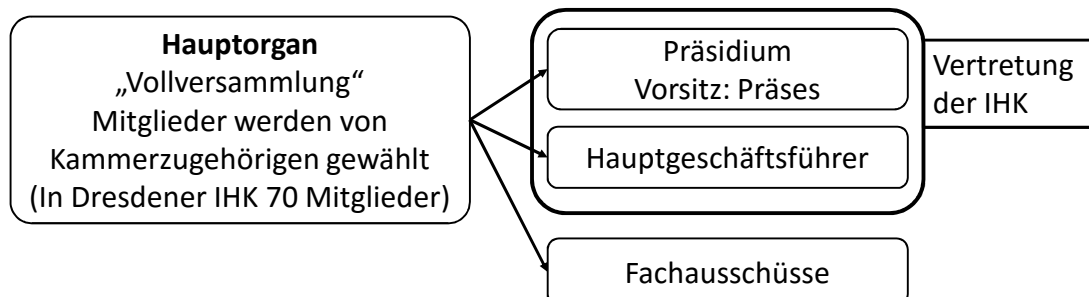 Hauptorgan
„Vollversammlung“
Mitglieder werden von
Kammerzugehörigen gewählt
(In Dresdener IHK 70 Mitglieder)
Präsidium
Vorsitz: Präses
Hauptgeschäftsführer
Fachausschüsse
Vertretung
der IHK